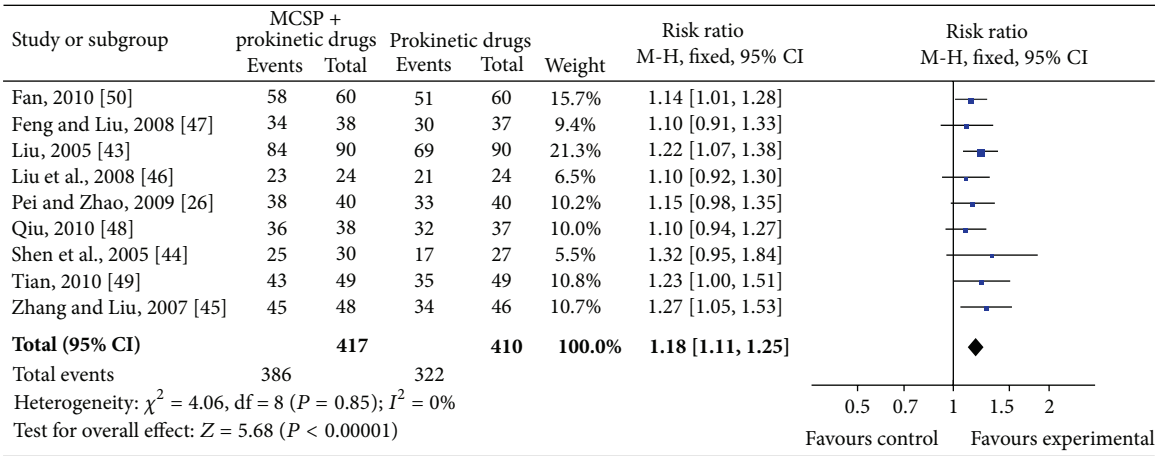 Study or subgroup MCSP + prokinetic drugs Prokinetic drugs Weight Risk ratio M-H, fixed, 95% CI Risk ratio M-H, fixed, 95% CI
Events Total Events Total
Fan, 2010 [50] 58 60 51 60 15.7% 1.14 [1.01, 1.28]
Feng and Liu, 2008 [47] 34 38 30 37 9.4% 1.10 [0.91, 1.33]
Liu, 2005 [43] 84 90 69 90 21.3% 1.22 [1.07, 1.38]
Liu et al., 2008 [46] 23 24 21 24 6.5% 1.10 [0.92, 1.30]
Pei and Zhao, 2009 [26] 38 40 33 40 10.2% 1.15 [0.98, 1.35]
Qiu, 2010 [48] 36 38 32 37 10.0% 1.10 [0.94, 1.27]
Shen et al., 2005 [44] 25 30 17 27 5.5% 1.32 [0.95, 1.84]
Tian, 2010 [49] 43 49 35 49 10.8% 1.23 [1.00, 1.51]
Zhang and Liu, 2007 [45] 45 48 34 46 10.7% 1.27 [1.05, 1.53]
Total (95% CI) 417 410 100.0% 1.18 [1.11, 1.25]
Total events 386 322
Heterogeneity: χ² = 4.06, df = 8 (P = 0.85); I² = 0%
Test for overall effect: Z = 5.68 (P < 0.00001)
0.5 0.7 1 1.5 2
Favours control Favours experimental